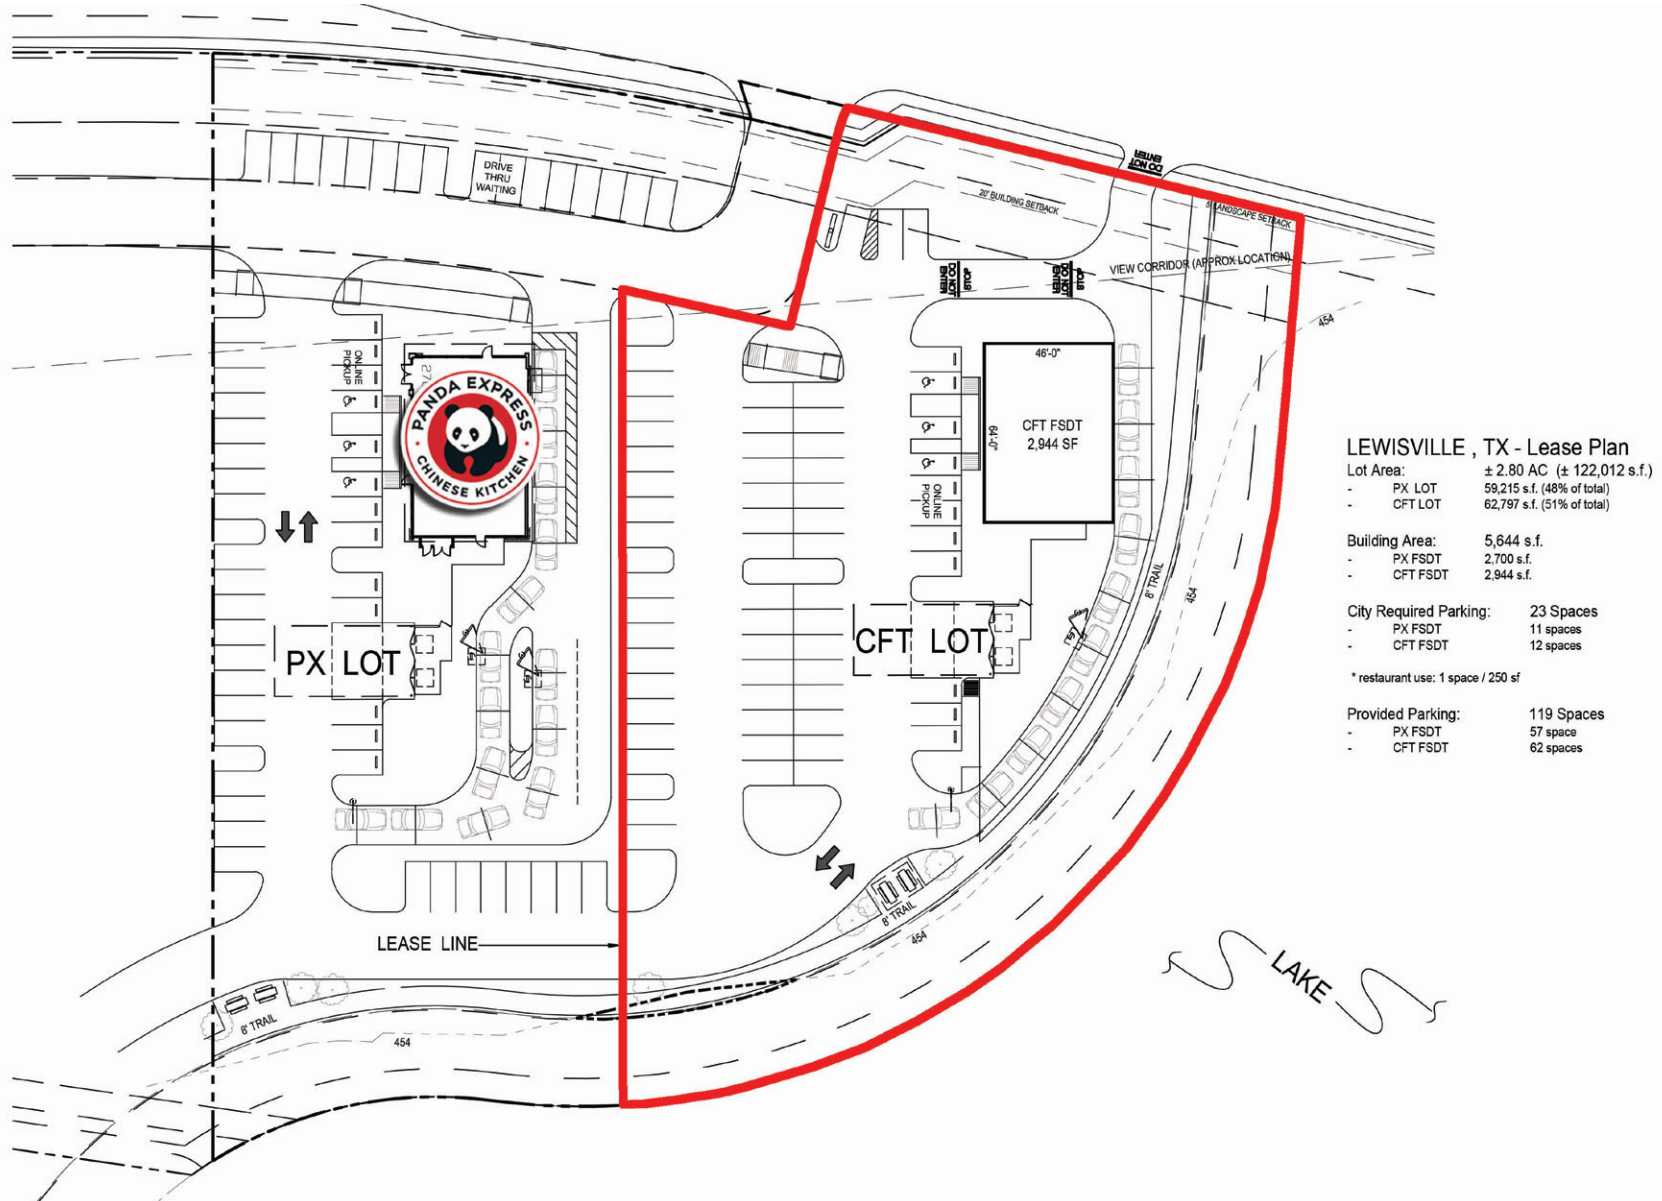 DRIVE
THRU
WAITING
DO NOT
ENTER
20' BUILDING SETBACK
5' LANDSCAPE SETBACK
VIEW CORRIDOR (APPROX LOCATION)
DO NOT
ENTER
STOP
DO NOT
ENTER
STOP
454
ONLINE
PICKUP
PANDA EXPRESS
CHINESE KITCHEN
46'-0"
64'-0"
CFT FSDT
2,944 SF
ONLINE
PICKUP
8' TRAIL
454
PX LOT
CFT LOT
LEASE LINE
8' TRAIL
454
8' TRAIL
454
LAKE
LEWISVILLE , TX - Lease Plan
Lot Area: ± 2.80 AC (± 122,012 s.f.)
- PX LOT 59,215 s.f. (48% of total)
- CFT LOT 62,797 s.f. (51% of total)
Building Area: 5,644 s.f.
- PX FSDT 2,700 s.f.
- CFT FSDT 2,944 s.f.
City Required Parking: 23 Spaces
- PX FSDT 11 spaces
- CFT FSDT 12 spaces
* restaurant use: 1 space / 250 sf
Provided Parking: 119 Spaces
- PX FSDT 57 space
- CFT FSDT 62 spaces